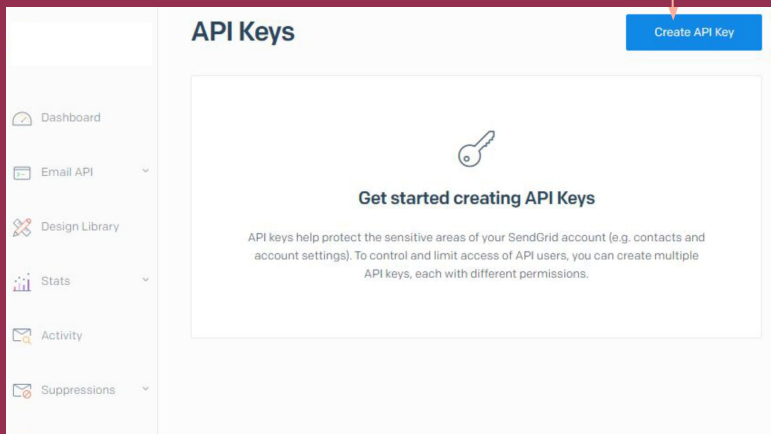 API Keys
Create API Key
Dashboard
Email API
Design Library
Stats
Activity
Suppressions
Get started creating API Keys
API keys help protect the sensitive areas of your SendGrid account (e.g. contacts and
account settings). To control and limit access of API users, you can create multiple
API keys, each with different permissions.